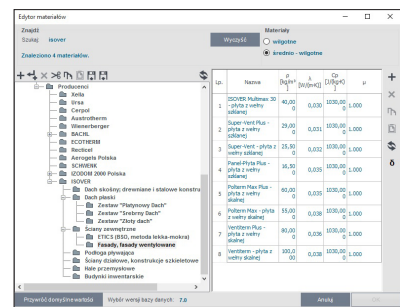 Edytor materiałów
Znajdź
Szukaj isover
Znaleziono 4 materiałów.
Wyczyść
Materiały
wilgotne
średnio - wilgotne
Producenci
Xella
Ursa
Cerpol
Austrotherm
Wienerberger
BACHL
ECOTHERM
Recticel
Aerogels Polska
SCHWENK
IZODOM 2000 Polska
ISOVER
Dach skośny; drewniane i stalowe konstru
Dach płaski
Zestaw "Platynowy Dach"
Zestaw "Srebrny Dach"
Zestaw "Złoty dach"
Ściany zewnętrzne
ETICS (BSO, metoda lekka-mokra)
Fasady, fasady wentylowane
Podłoga pływająca
Ściany działowe, konstrukcje szkieletowe
Hale przemysłowe
Budynki inwentarskie
Lp. Nazwa ρ [kg/m³] λ [W/(mK)] Cp [J/(kg•K)] μ
1 ISOVER Multimax 30 - płyta z wełny szklanej 40,00 0,030 1030,00 1.000
2 Super-Vent Plus - płyta z wełny szklanej 29,00 0,031 1030,00 1.000
3 Super-Vent - płyta z wełny szklanej 25,50 0,032 1030,00 1.000
4 Panel-Płyta Plus - płyta z wełny szklanej 16,50 0,035 1030,00 1.000
5 Polterm Max Plus - płyta z wełny skalnej 60,00 0,035 1030,00 1.000
6 Polterm Max - płyta z wełny skalnej 55,00 0,036 1030,00 1.000
7 Ventiterm Plus - płyta z wełny skalnej 80,00 0,036 1030,00 1.000
8 Ventiterm - płyta z wełny skalnej 100,00 0,038 1030,00 1.000
δ
Przywróć domyślne wartości
Wybór wersji bazy danych: 7.0
Anuluj